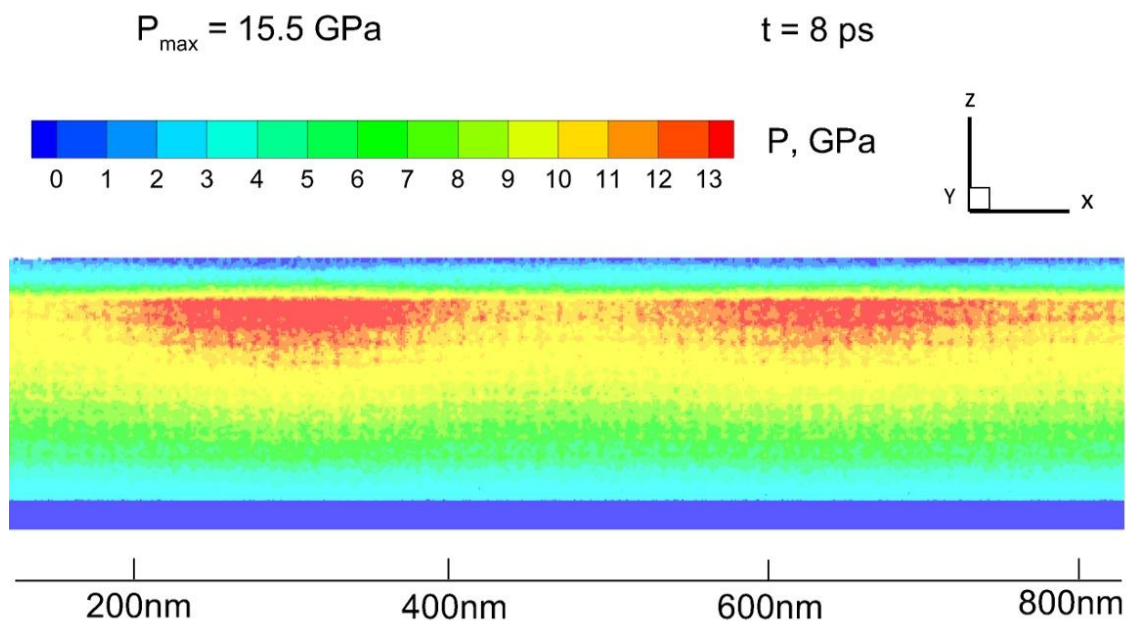 P_max = 15.5 GPa
t = 8 ps
P, GPa
0 1 2 3 4 5 6 7 8 9 10 11 12 13
z
Y
x
200nm 400nm 600nm 800nm